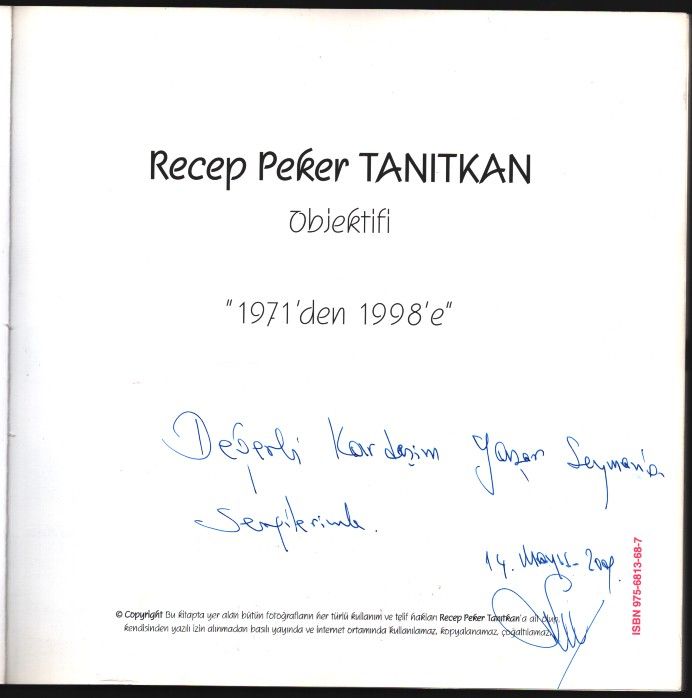 Recep Peker TANITKAN
Objektifi
"1971'den 1998'e"
Değerli Kardeşim Yaşar Seyman'a
Sevgilerimle.
14. Mayıs-
© Copyright Bu kitapta yer alan bütün fotoğrafların her türlü kullanım ve telif hakları Recep Peker Tanıtkan'a ait olup,
kendisinden yazılı izin alınmadan basılı yayında ve internet ortamında kullanılamaz, kopyalanamaz, çoğaltılamaz.
ISBN 975-6813-68-7